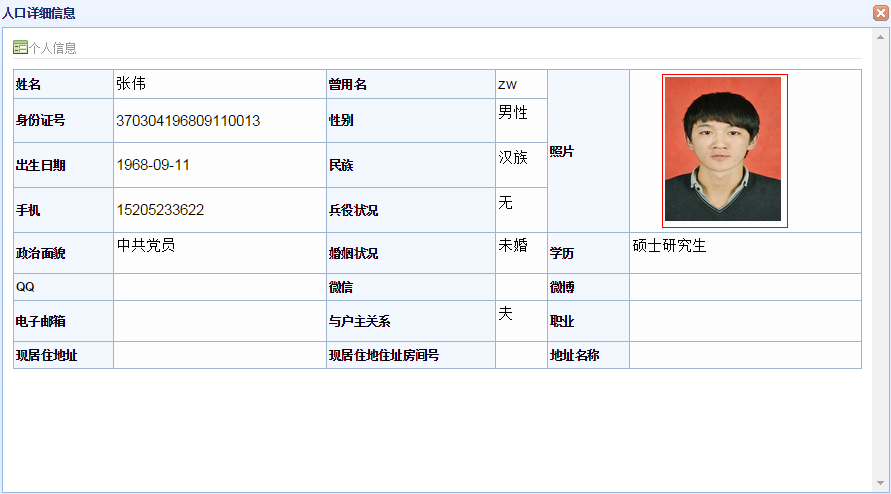 人口详细信息
个人信息
姓名 张伟 曾用名 zw 照片
身份证号 370304196809110013 性别 男性
出生日期 1968-09-11 民族 汉族
手机 15205233622 兵役状况 无
政治面貌 中共党员 婚姻状况 未婚 学历 硕士研究生
QQ 微信 微博
电子邮箱 与户主关系 夫 职业
现居住地址 现居住地住址房间号 地址名称